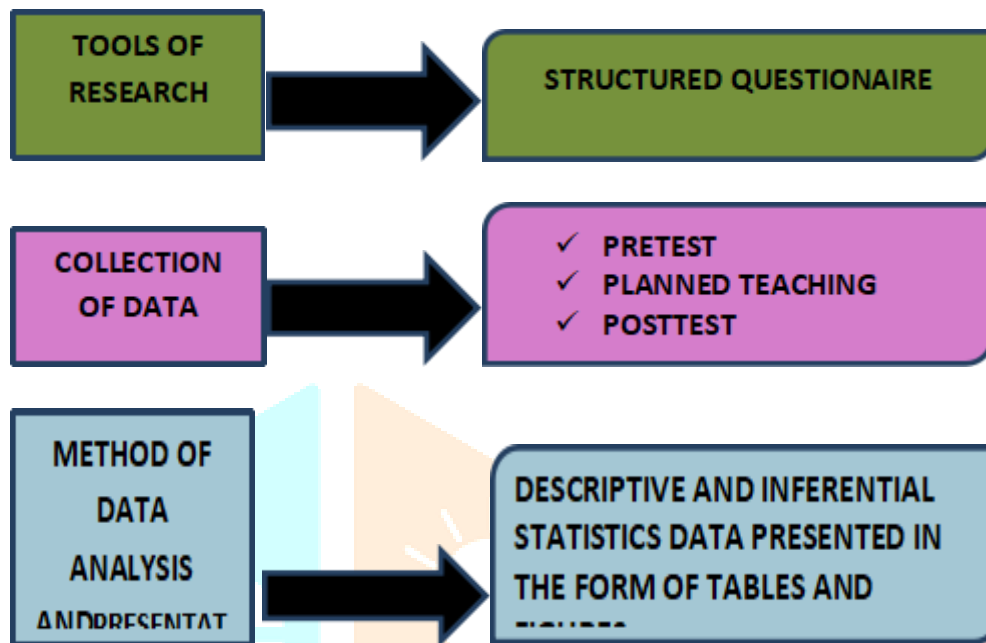 TOOLS OF
RESEARCH
STRUCTURED QUESTIONAIRE
COLLECTION
OF DATA
✓ PRETEST
✓ PLANNED TEACHING
✓ POSTTEST
METHOD OF
DATA
ANALYSIS
ANDPRESENTAT
DESCRIPTIVE AND INFERENTIAL
STATISTICS DATA PRESENTED IN
THE FORM OF TABLES AND